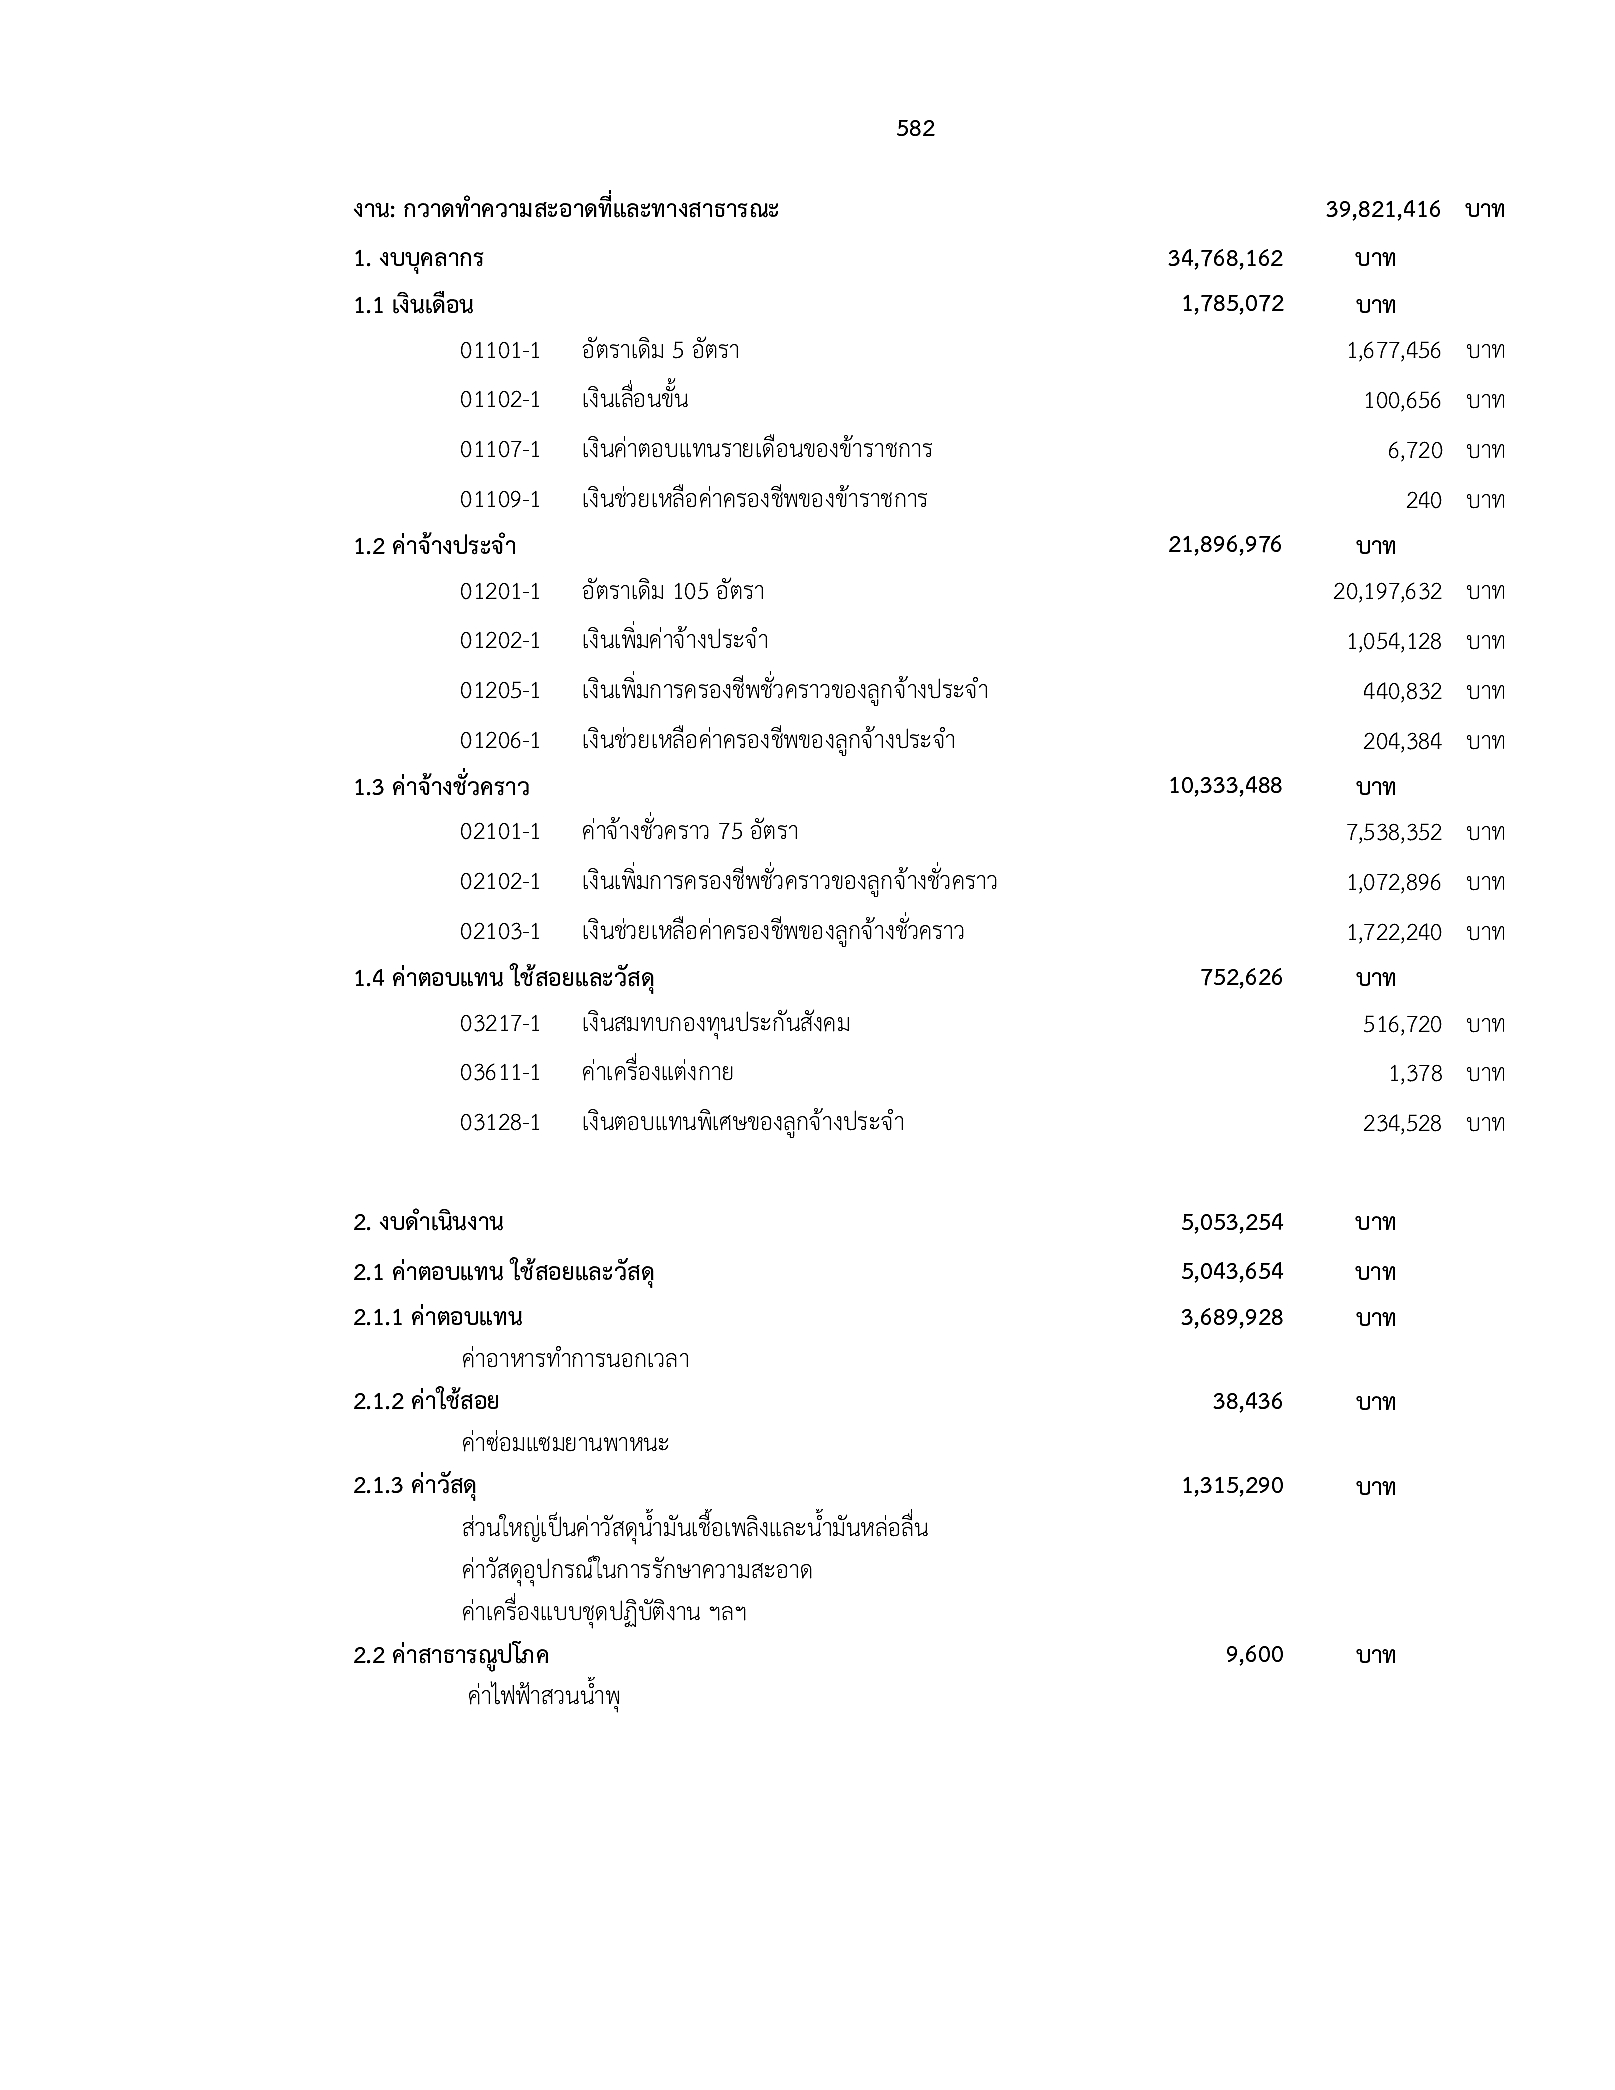 582
งาน: กวาดทำความสะอาดที่และทางสาธารณะ 39,821,416 บาท
1. งบบุคลากร 34,768,162 บาท
1.1 เงินเดือน 1,785,072 บาท
01101-1 อัตราเดิม 5 อัตรา 1,677,456 บาท
01102-1 เงินเลื่อนขั้น 100,656 บาท
01107-1 เงินค่าตอบแทนรายเดือนของข้าราชการ 6,720 บาท
01109-1 เงินช่วยเหลือค่าครองชีพของข้าราชการ 240 บาท
1.2 ค่าจ้างประจำ 21,896,976 บาท
01201-1 อัตราเดิม 105 อัตรา 20,197,632 บาท
01202-1 เงินเพิ่มค่าจ้างประจำ 1,054,128 บาท
01205-1 เงินเพิ่มการครองชีพชั่วคราวของลูกจ้างประจำ 440,832 บาท
01206-1 เงินช่วยเหลือค่าครองชีพของลูกจ้างประจำ 204,384 บาท
1.3 ค่าจ้างชั่วคราว 10,333,488 บาท
02101-1 ค่าจ้างชั่วคราว 75 อัตรา 7,538,352 บาท
02102-1 เงินเพิ่มการครองชีพชั่วคราวของลูกจ้างชั่วคราว 1,072,896 บาท
02103-1 เงินช่วยเหลือค่าครองชีพของลูกจ้างชั่วคราว 1,722,240 บาท
1.4 ค่าตอบแทน ใช้สอยและวัสดุ 752,626 บาท
03217-1 เงินสมทบกองทุนประกันสังคม 516,720 บาท
03611-1 ค่าเครื่องแต่งกาย 1,378 บาท
03128-1 เงินตอบแทนพิเศษของลูกจ้างประจำ 234,528 บาท
2. งบดำเนินงาน 5,053,254 บาท
2.1 ค่าตอบแทน ใช้สอยและวัสดุ 5,043,654 บาท
2.1.1 ค่าตอบแทน 3,689,928 บาท
ค่าอาหารทำการนอกเวลา
2.1.2 ค่าใช้สอย 38,436 บาท
ค่าซ่อมแซมยานพาหนะ
2.1.3 ค่าวัสดุ 1,315,290 บาท
ส่วนใหญ่เป็นค่าวัสดุน้ำมันเชื้อเพลิงและน้ำมันหล่อลื่น
ค่าวัสดุอุปกรณ์ในการรักษาความสะอาด
ค่าเครื่องแบบชุดปฏิบัติงาน ฯลฯ
2.2 ค่าสาธารณูปโภค 9,600 บาท
ค่าไฟฟ้าสวนน้ำพุ